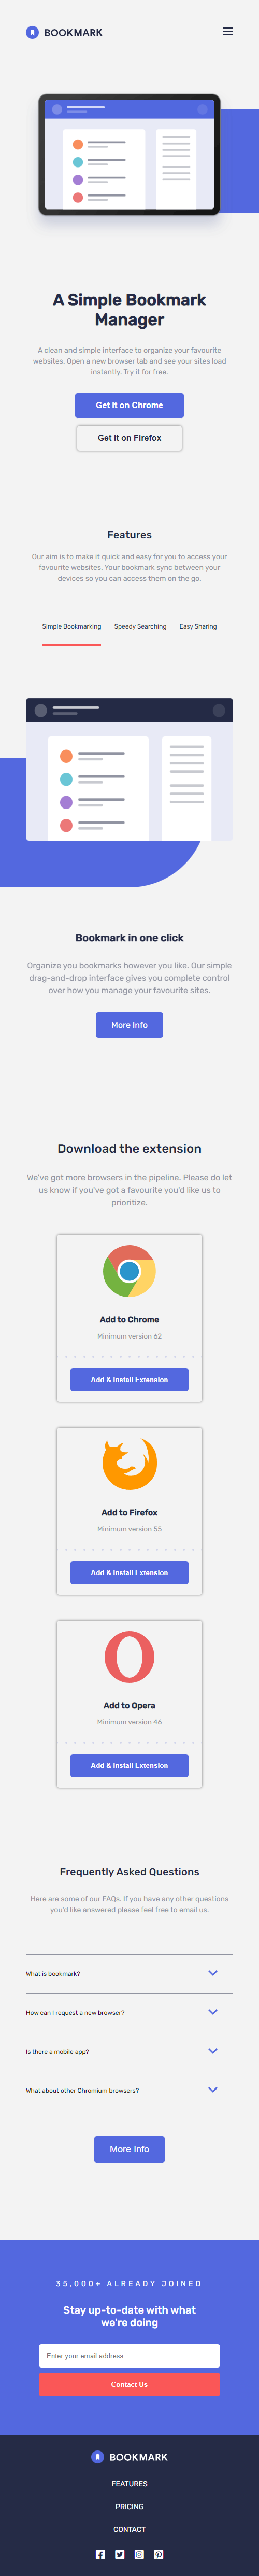 BOOKMARK
A Simple Bookmark
Manager
A clean and simple interface to organize your favourite
websites. Open a new browser tab and see your sites load
instantly. Try it for free.
Get it on Chrome
Get it on Firefox
Features
Our aim is to make it quick and easy for you to access your
favourite websites. Your bookmark sync between your
devices so you can access them on the go.
Simple Bookmarking Speedy Searching Easy Sharing
Bookmark in one click
Organize you bookmarks however you like. Our simple
drag-and-drop interface gives you complete control
over how you manage your favourite sites.
More Info
Download the extension
We've got more browsers in the pipeline. Please do let
us know if you've got a favourite you'd like us to
prioritize.
Add to Chrome
Minimum version 62
Add & Install Extension
Add to Firefox
Minimum version 55
Add & Install Extension
Add to Opera
Minimum version 46
Add & Install Extension
Frequently Asked Questions
Here are some of our FAQs. If you have any other questions
you'd like answered please feel free to email us.
What is bookmark?
How can I request a new browser?
Is there a mobile app?
What about other Chromium browsers?
More Info
35,000+ ALREADY JOINED
Stay up-to-date with what
we're doing
Enter your email address
Contact Us
BOOKMARK
FEATURES
PRICING
CONTACT